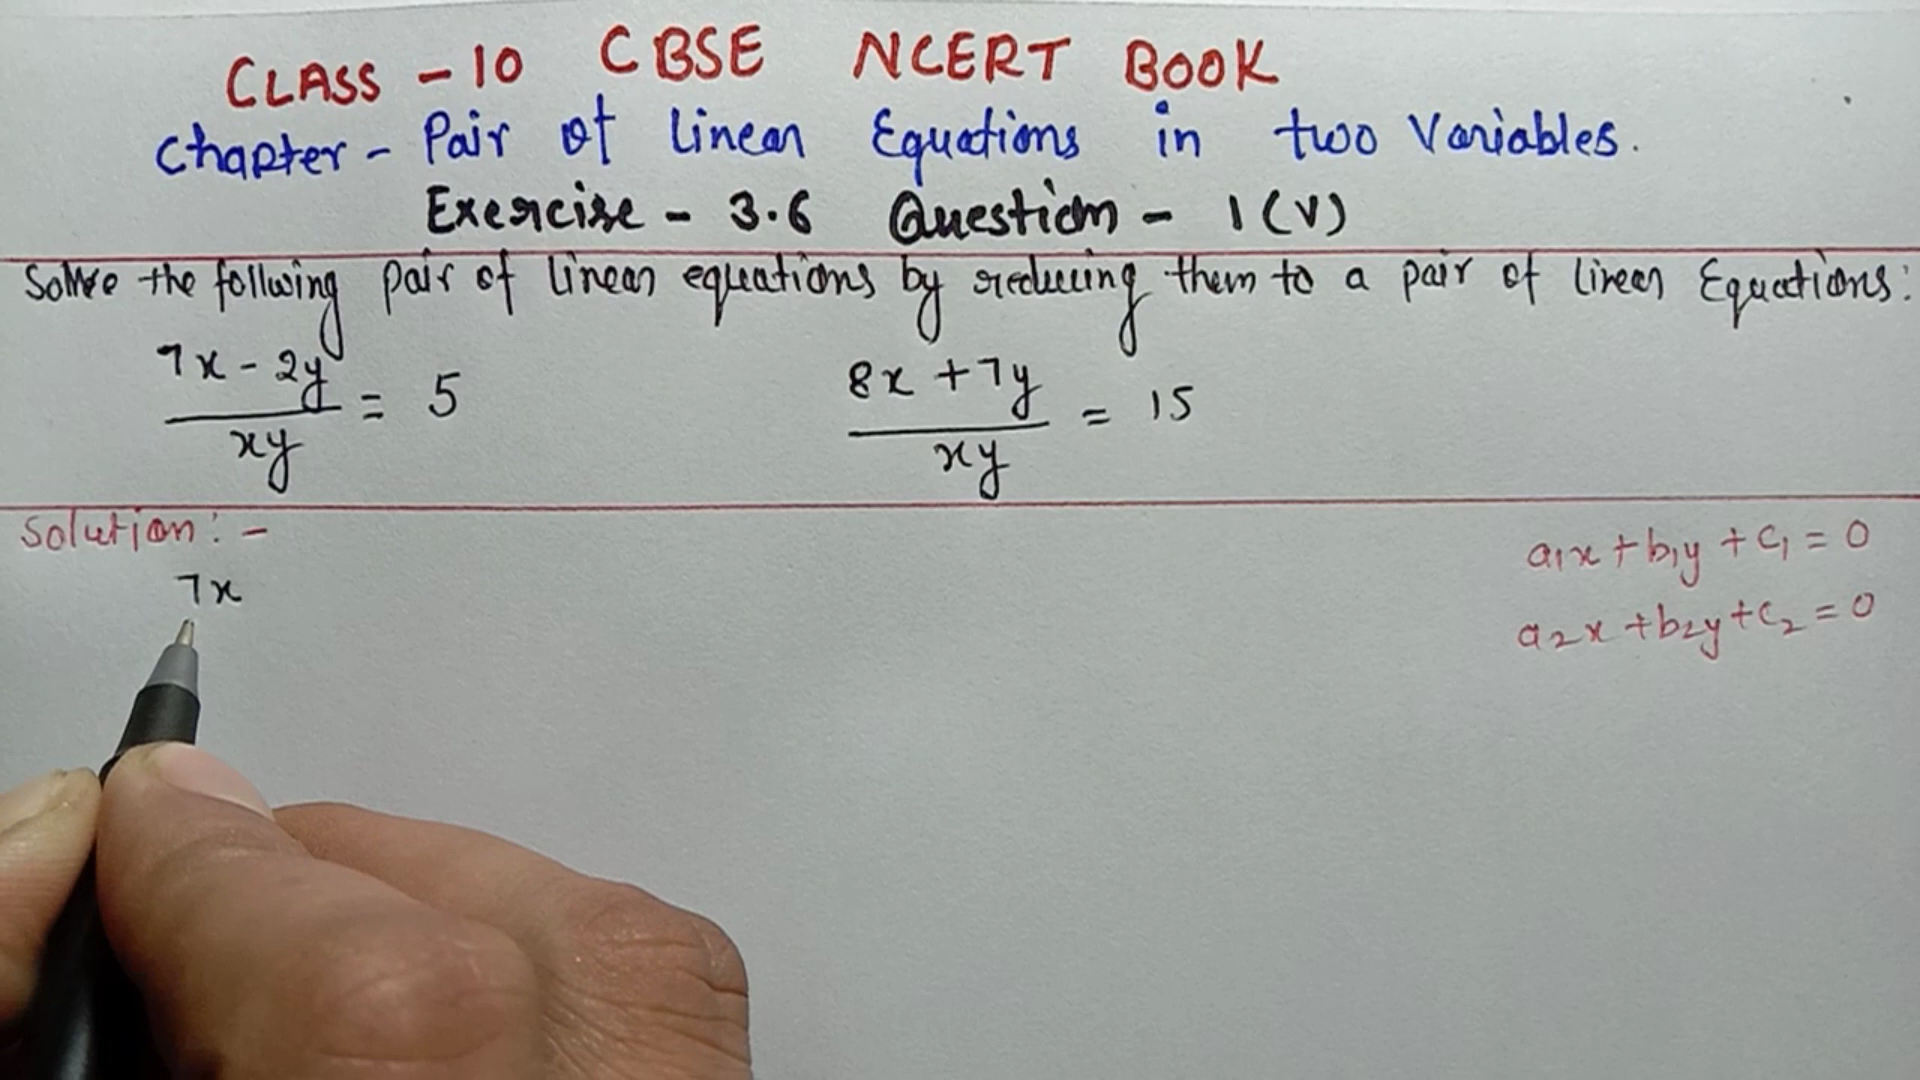 CLASS - 10 CBSE NCERT BOOK
Chapter - Pair of linear Equations in two Variables.
Exercise - 3.6 Question - 1(V)
Solve the following pair of linear equations by reducing them to a pair of linear Equations:
7x - 2y / xy = 5    8x + 7y / xy = 15
Solution: -
a₁x + b₁y + c₁ = 0
7x
a₂x + b₂y + c₂ = 0